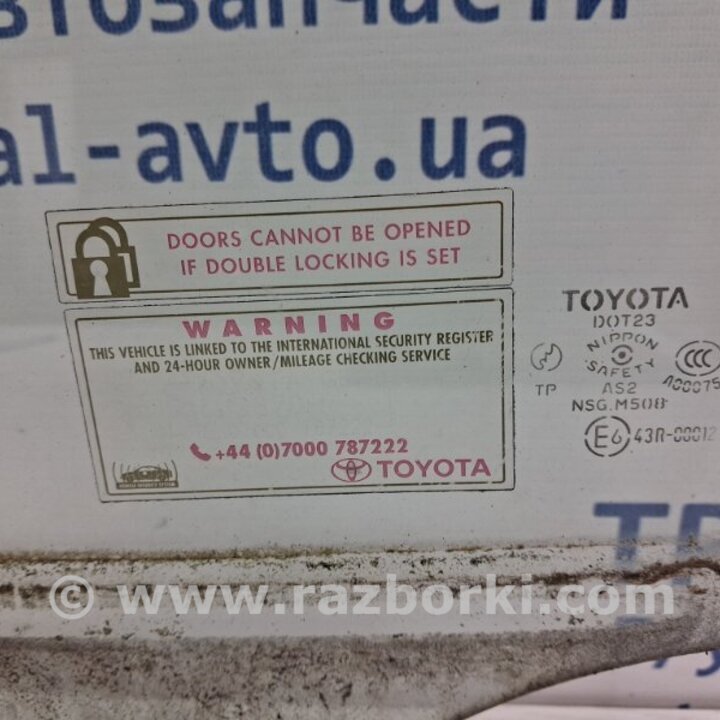 втозапчасти
al-avto.ua
DOORS CANNOT BE OPENED
IF DOUBLE LOCKING IS SET
WARNING
THIS VEHICLE IS LINKED TO THE INTERNATIONAL SECURITY REGISTER
AND 24-HOUR OWNER/MILEAGE CHECKING SERVICE
+44 (0)7000 787222
TOYOTA
TOYOTA
DOT23
NIPPON
SAFETY
CCC
TP
AS2
A000075
NSG.M508
E6 43R-00012
© www.razborki.com